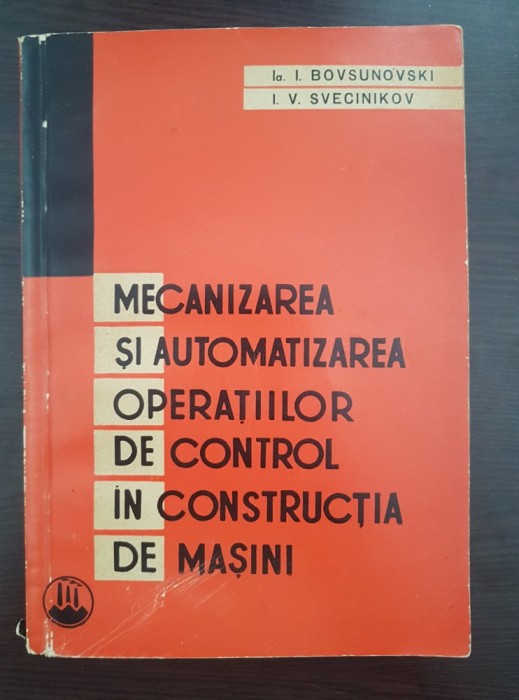 Ia. I. BOVSUNOVSKI
I. V. SVECINIKOV
MECANIZAREA
ȘI AUTOMATIZAREA
OPERAȚIILOR
DE CONTROL
ÎN CONSTRUCȚIA
DE MAȘINI